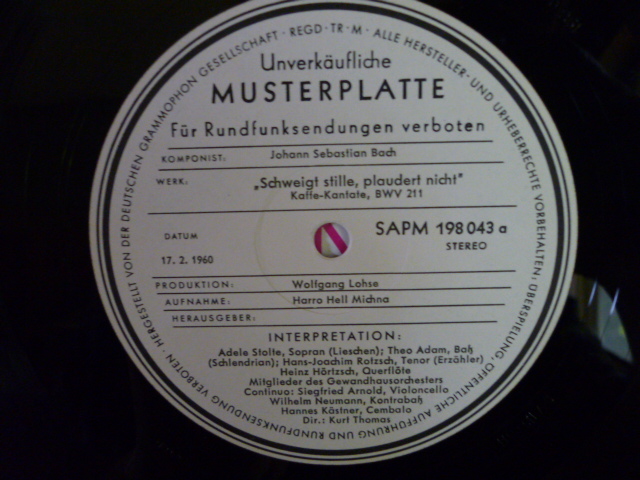 HERGESTELLT VON DER DEUTSCHEN GRAMMOPHON GESELLSCHAFT · REGD · TR · M · ALLE HERSTELLER- UND URHEBERRECHTE VORBEHALTEN; ÜBERSPIELUNG, ÖFFENTLICHE AUFFÜHRUNG UND RUNDFUNKSENDUNG VERBOTEN ·
Unverkäufliche
MUSTERPLATTE
Für Rundfunksendungen verboten
KOMPONIST: Johann Sebastian Bach
WERK: „Schweigt stille, plaudert nicht"
Kaffe-Kantate, BWV 211
DATUM
SAPM 198 043 a
STEREO
17. 2. 1960
PRODUKTION: Wolfgang Lohse
AUFNAHME: Harro Hell Michna
HERAUSGEBER:
INTERPRETATION:
Adele Stolte, Sopran (Lieschen); Theo Adam, Baß
(Schlendrian); Hans-Joachim Rotzsch, Tenor (Erzähler)
Heinz Hörtzsch, Querflöte
Mitglieder des Gewandhausorchesters
Continuo: Siegfried Arnold, Violoncello
Wilhelm Neumann, Kontrabaß
Hannes Kästner, Cembalo
Dir.: Kurt Thomas